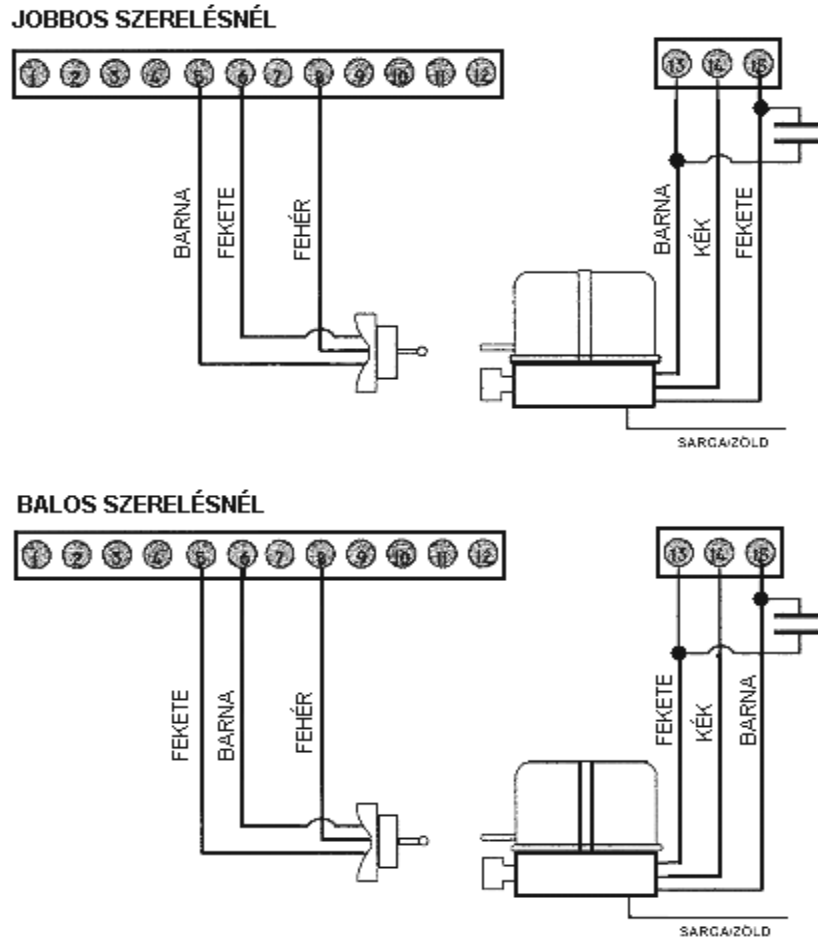 JOBBOS SZERELÉSNÉL
1 2 3 4 5 6 7 8 9 10 11 12
13 14 15
BARNA
FEKETE
FEHÉR
BARNA
KÉK
FEKETE
SARGA/ZÖLD
BALOS SZERELÉSNÉL
1 2 3 4 5 6 7 8 9 10 11 12
13 14 15
FEKETE
BARNA
FEHÉR
FEKETE
KÉK
BARNA
SARGA/ZÖLD